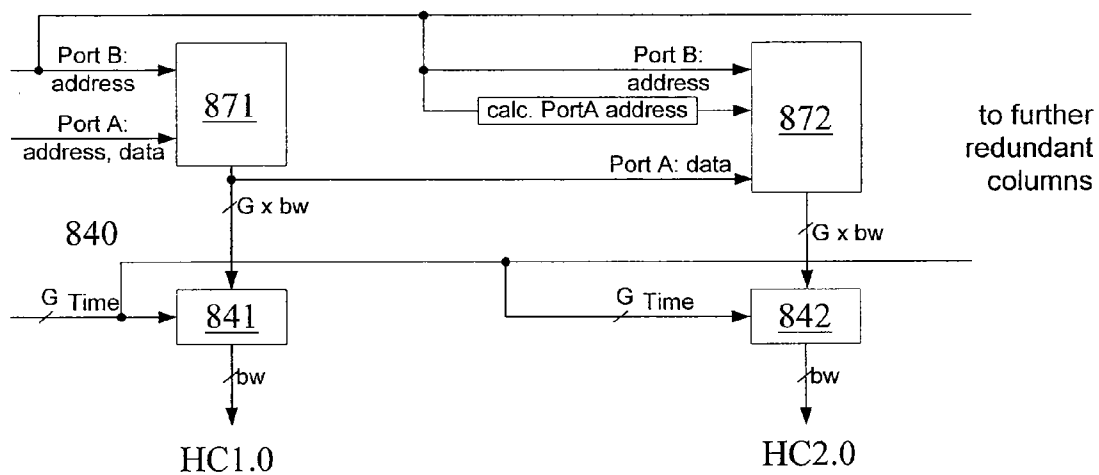 Port B:
address
871
Port A:
address, data
Port B:
address
calc. PortA address
872
Port A: data
to further
redundant
columns
G x bw
G x bw
840
G Time
841
G Time
842
bw
bw
HC1.0
HC2.0